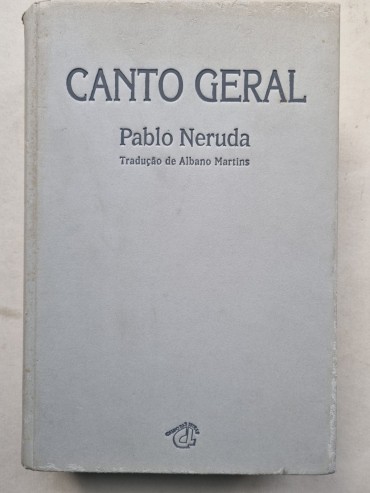 CANTO GERAL
Pablo Neruda
Tradução de Albano Martins